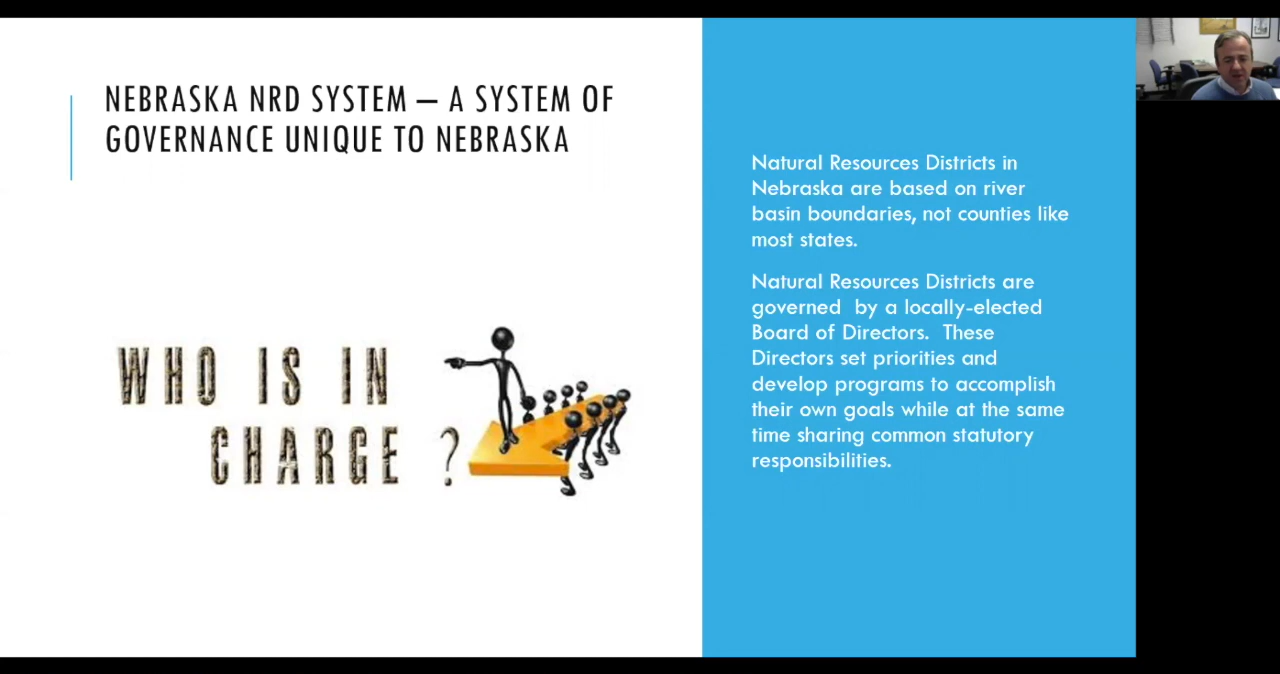 NEBRASKA NRD SYSTEM – A SYSTEM OF
GOVERNANCE UNIQUE TO NEBRASKA
WHO IS IN
CHARGE ?
Natural Resources Districts in
Nebraska are based on river
basin boundaries, not counties like
most states.
Natural Resources Districts are
governed  by a locally-elected
Board of Directors.  These
Directors set priorities and
develop programs to accomplish
their own goals while at the same
time sharing common statutory
responsibilities.